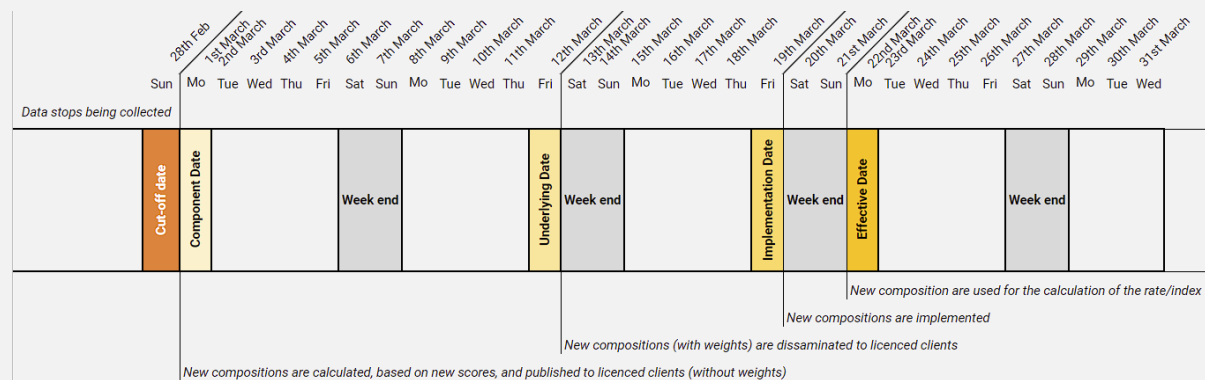 28th Feb 1st March 2nd March 3rd March 4th March 5th March 6th March 7th March 8th March 9th March 10th March 11th March 12th March 13th March 14th March 15th March 16th March 17th March 18th March 19th March 20th March 21st March 22nd March 23rd March 24th March 25th March 26th March 27th March 28th March 29th March 30th March 31st March
Sun Mo Tue Wed Thu Fri Sat Sun Mo Tue Wed Thu Fri Sat Sun Mo Tue Wed Thu Fri Sat Sun Mo Tue Wed Thu Fri Sat Sun Mo Tue Wed
Data stops being collected
Cut-off date
Component Date
Week end
Underlying Date
Week end
Implementation Date
Week end
Effective Date
Week end
New composition are used for the calculation of the rate/index
New compositions are implemented
New compositions (with weights) are dissaminated to licenced clients
New compositions are calculated, based on new scores, and published to licenced clients (without weights)